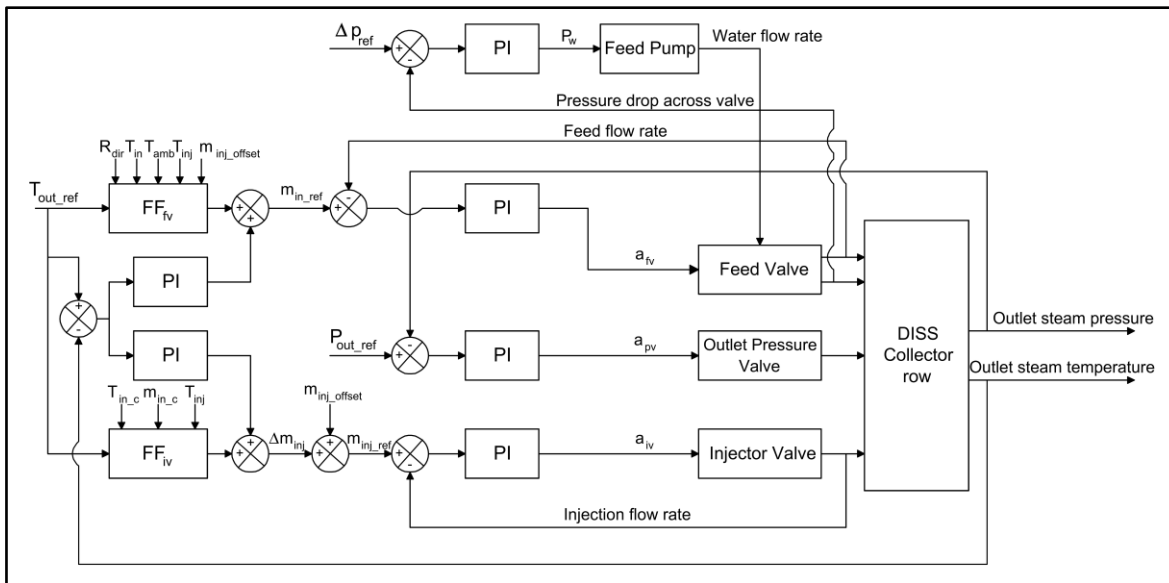 Δ p_ref
+
-
PI
P_w
Feed Pump
Water flow rate
Pressure drop across valve
Feed flow rate
R_dir T_in T_amb T_inj m_inj_offset
T_out_ref
FF_fv
+
+
m_in_ref
-
+
PI
a_fv
Feed Valve
PI
+
-
PI
P_out_ref
-
+
PI
a_pv
Outlet Pressure
Valve
DISS
Collector
row
Outlet steam pressure
Outlet steam temperature
T_in_c m_in_c T_inj
m_inj_offset
FF_iv
+
+
Δm_inj
+
+
m_inj_ref
+
-
PI
a_iv
Injector Valve
Injection flow rate